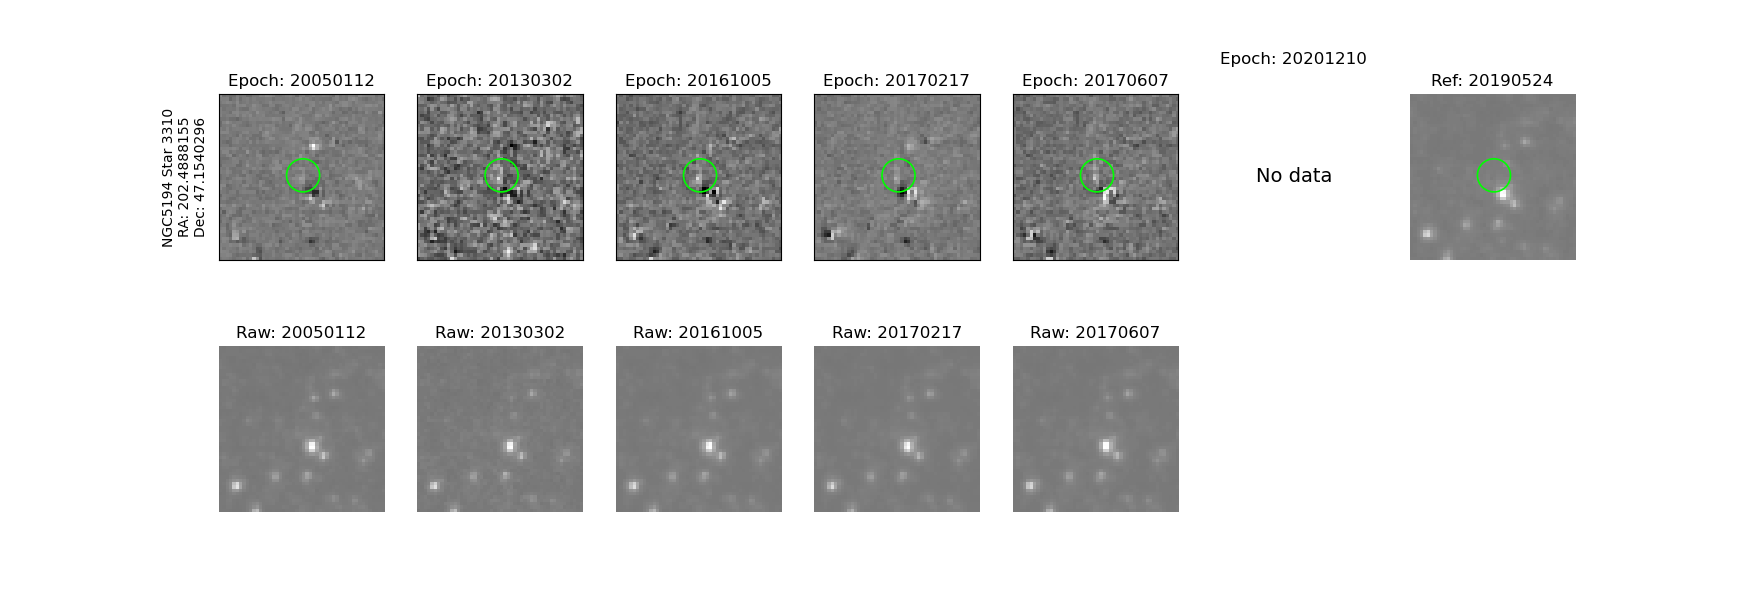 Epoch: 20201210
Epoch: 20050112
Epoch: 20130302
Epoch: 20161005
Epoch: 20170217
Epoch: 20170607
Ref: 20190524
NGC5194 Star 3310
RA: 202.4888155
Dec: 47.1540296
No data
Raw: 20050112
Raw: 20130302
Raw: 20161005
Raw: 20170217
Raw: 20170607